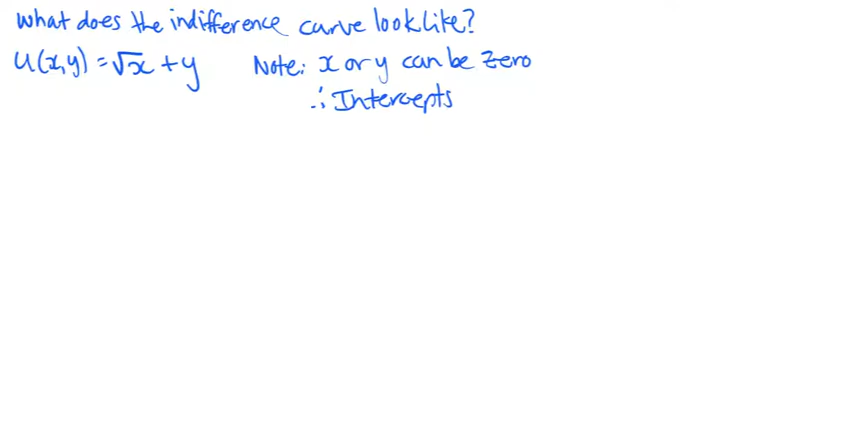 what does the indifference curve look like?
U(x,y) = √x + y Note: x or y can be zero
∴ Intercepts